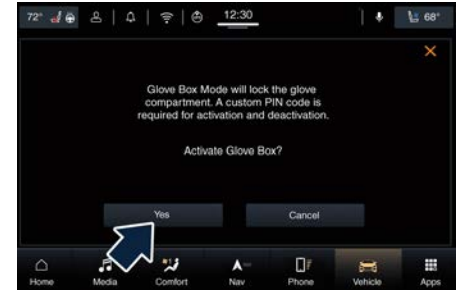 72° 12:30 68°
Glove Box Mode will lock the glove
compartment. A custom PIN code is
required for activation and deactivation.
Activate Glove Box?
Yes Cancel
Home Media Comfort Nav Phone Vehicle Apps